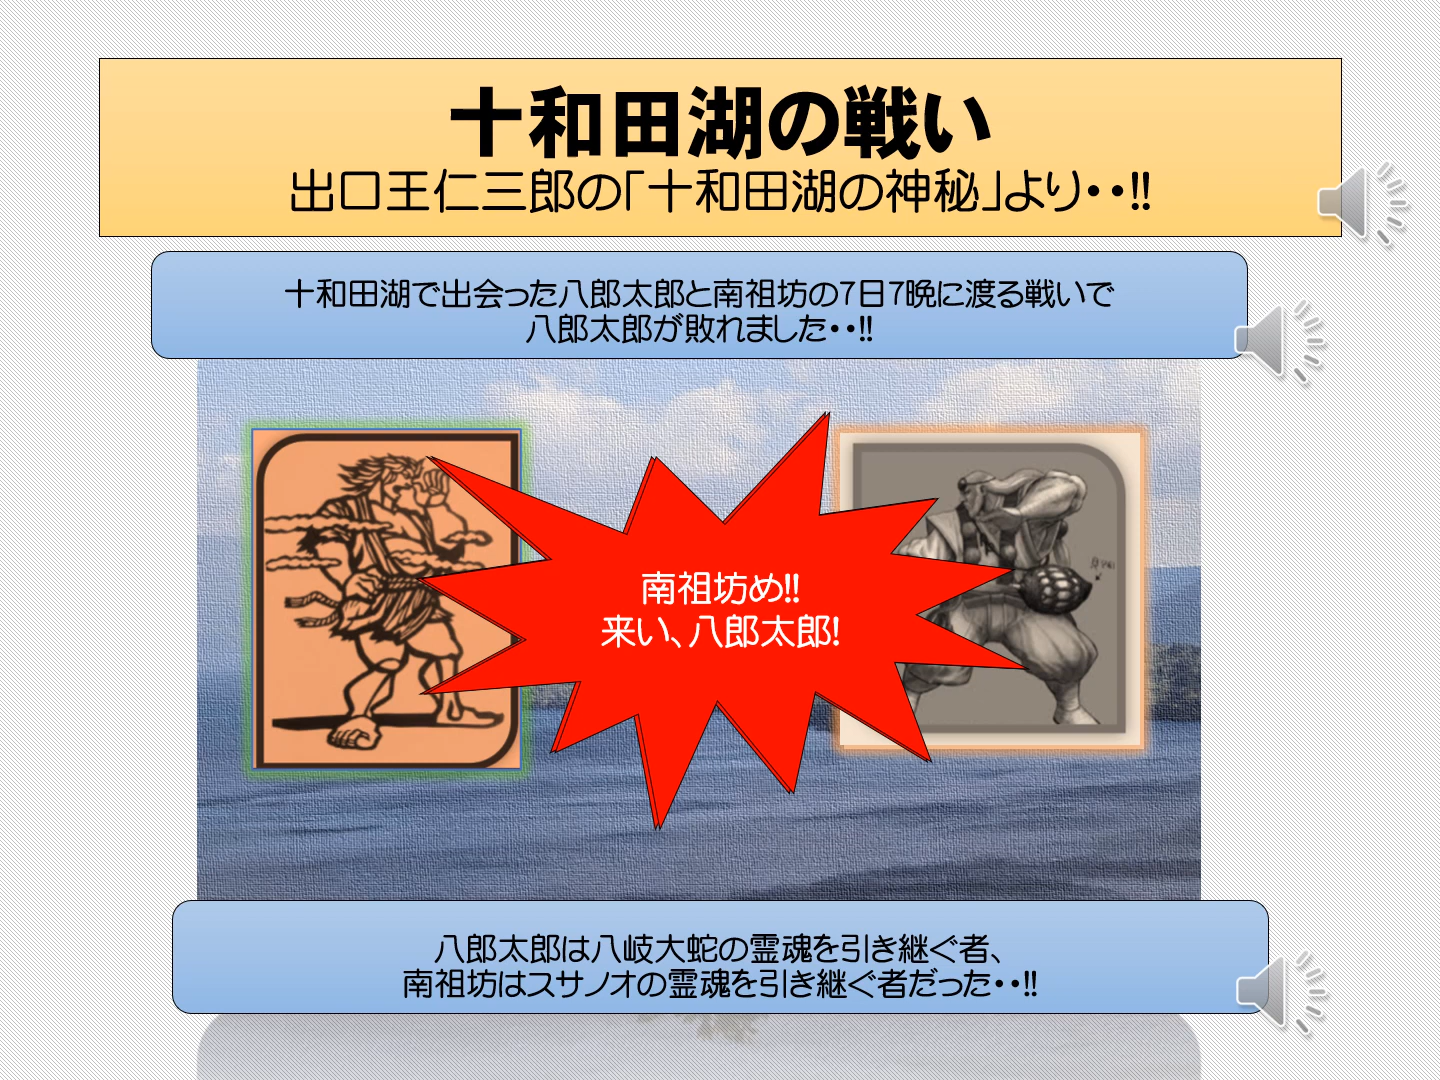 十和田湖の戦い
出口王仁三郎の「十和田湖の神秘」より・・!!
十和田湖で出会った八郎太郎と南祖坊の7日7晩に渡る戦いで
八郎太郎が敗れました・・!!
南祖坊め!!
来い、八郎太郎!
八郎太郎は八岐大蛇の霊魂を引き継ぐ者、
南祖坊はスサノオの霊魂を引き継ぐ者だった・・!!